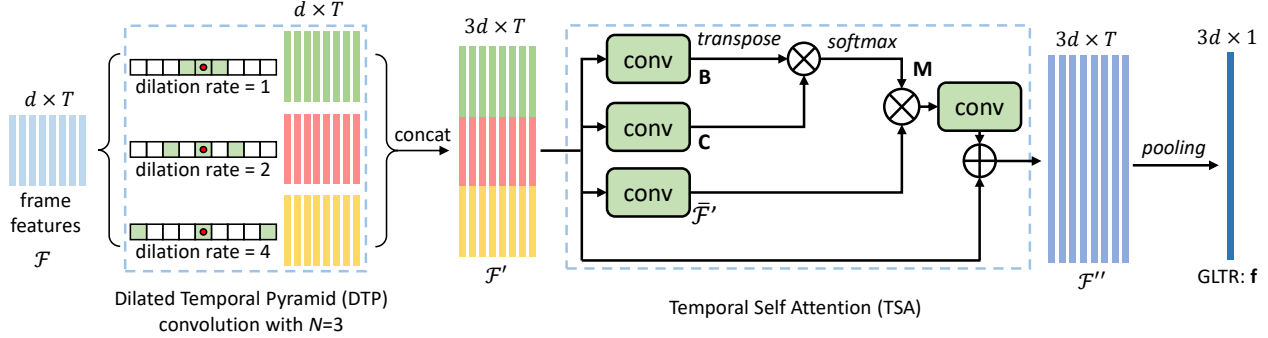 d × T
frame
features
ℱ
d × T
dilation rate = 1
dilation rate = 2
dilation rate = 4
Dilated Temporal Pyramid (DTP)
convolution with N=3
concat
3d × T
ℱ′
conv
transpose
softmax
B
M
conv
C
conv
conv
ℱ̄′
Temporal Self Attention (TSA)
3d × T
ℱ′′
pooling
3d × 1
GLTR: f